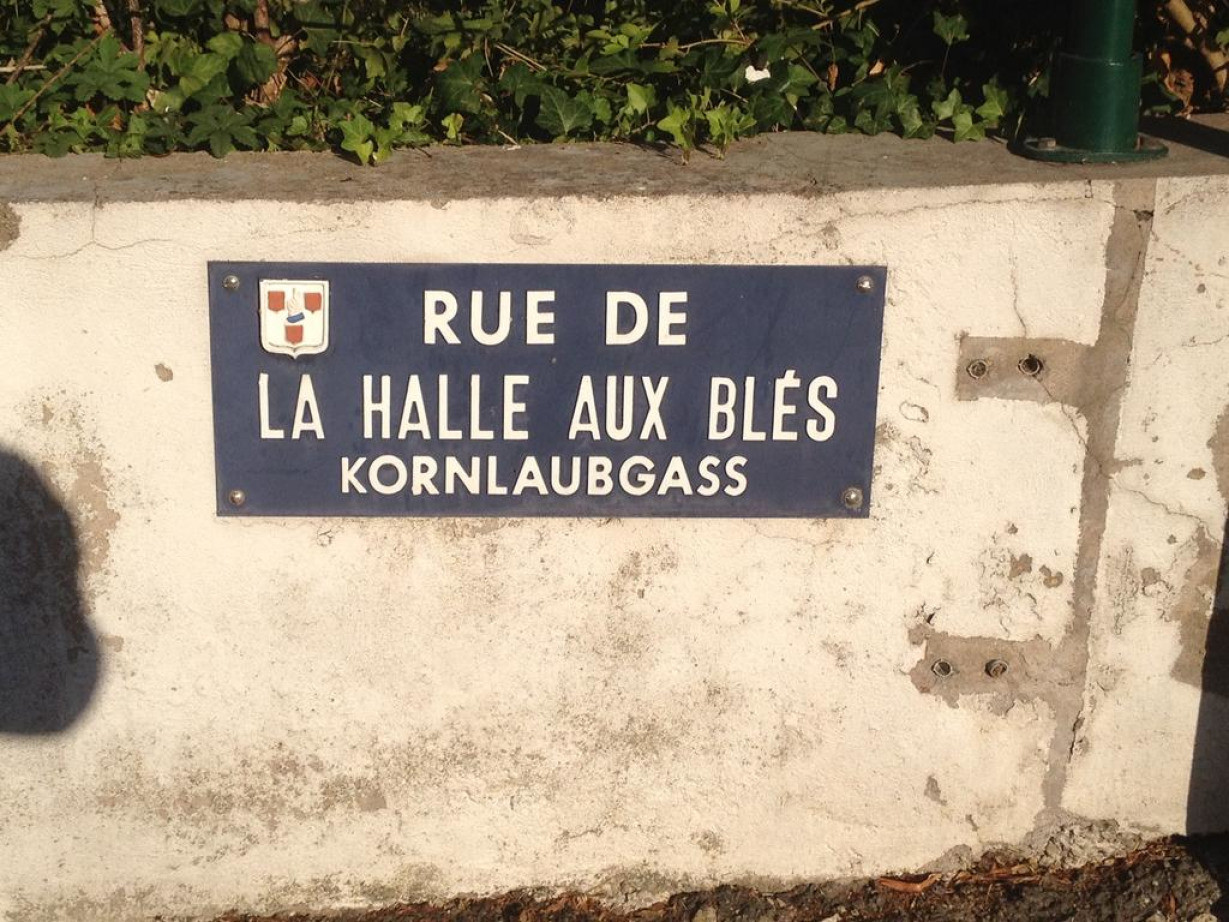 RUE DE
LA HALLE AUX BLÉS
KORNLAUBGASS